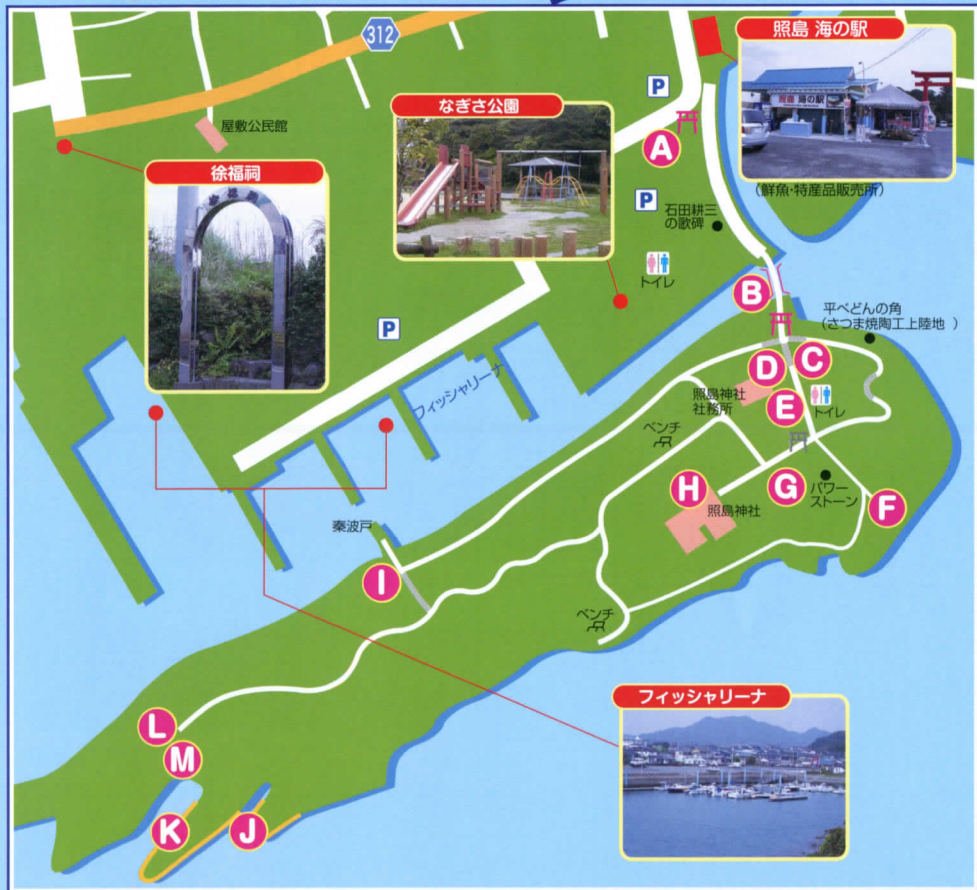 312
照島 海の駅
P
なぎさ公園
屋敷公民館
A
徐福祠
照島 海の駅
(鮮魚・特産品販売所)
P
石田耕三
の歌碑
トイレ
B
平べどんの角
(さつま焼陶工上陸地)
P
フィッシャリーナ
D
C
照島神社
社務所
E
トイレ
ベンチ
H
G
パワー
ストーン
F
照島神社
秦波戸
I
ベンチ
フィッシャリーナ
L
M
K
J